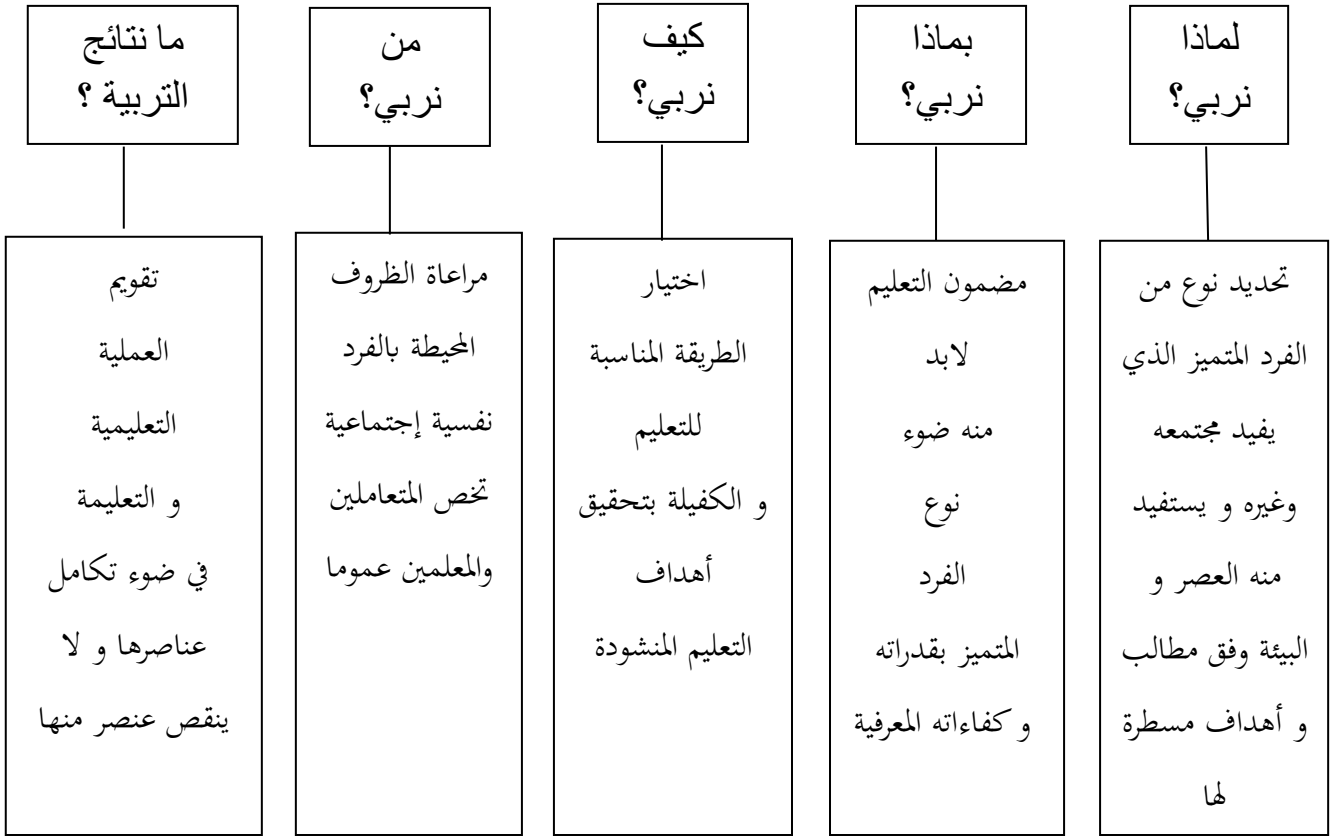 لماذا
نربي؟
بماذا
نربي؟
كيف
نربي؟
من
نربي؟
ما نتائج
التربية ؟
تحديد نوع من
الفرد المتميز الذي
يفيد مجتمعه
وغيره و يستفيد
منه العصر و
البيئة وفق مطالب
و أهداف مسطرة
لها
مضمون التعليم
لابد
منه ضوء
نوع
الفرد
المتميز بقدراته
و كفاءاته المعرفية
اختيار
الطريقة المناسبة
للتعليم
و الكفيلة بتحقيق
أهداف
التعليم المنشودة
مراعاة الظروف
المحيطة بالفرد
نفسية إجتماعية
تخص المتعاملين
والمعلمين عموما
تقويم
العملية
التعليمية
و التعليمة
في ضوء تكامل
عناصرها و لا
ينقص عنصر منها